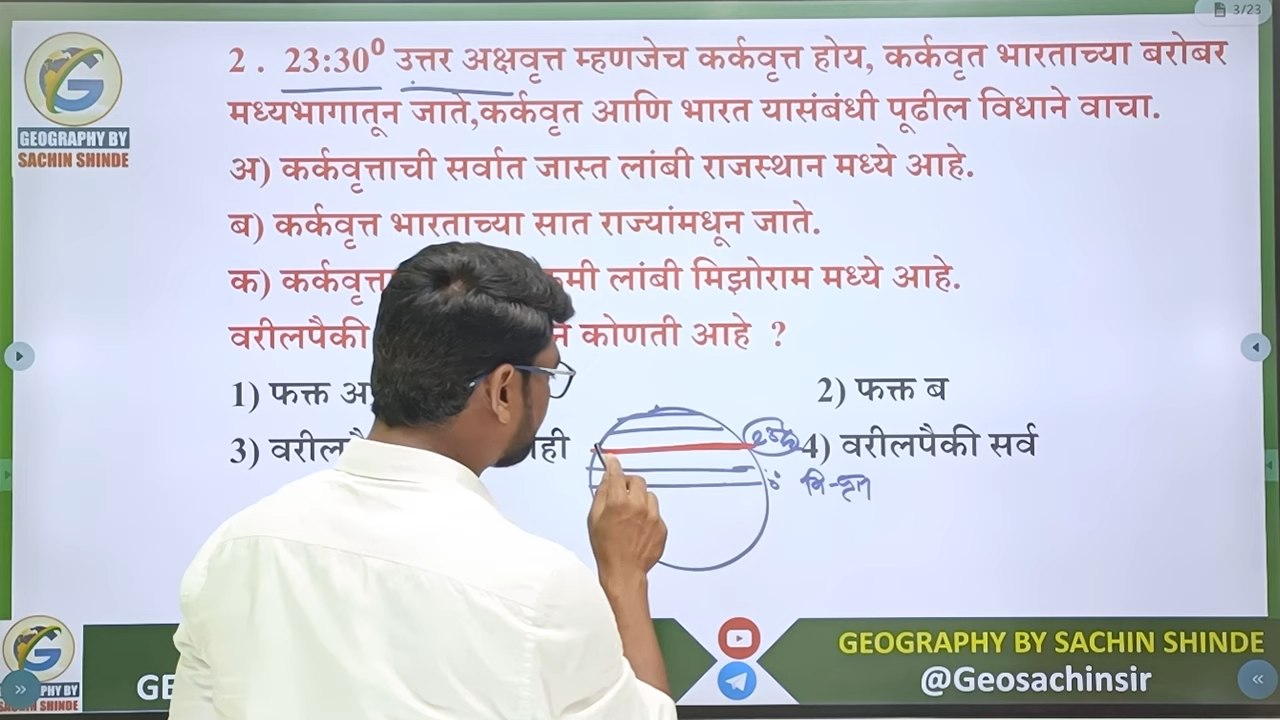 3/23
2 . 23:30⁰ उत्तर अक्षवृत्त म्हणजेच कर्कवृत्त होय, कर्कवृत भारताच्या बरोबर
मध्यभागातून जाते,कर्कवृत आणि भारत यासंबंधी पूढील विधाने वाचा.
GEOGRAPHY BY
SACHIN SHINDE
अ) कर्कवृत्ताची सर्वात जास्त लांबी राजस्थान मध्ये आहे.
ब) कर्कवृत्त भारताच्या सात राज्यांमधून जाते.
क) कर्कवृत्त कमी लांबी मिझोराम मध्ये आहे.
वरीलपैकी कोणती आहे ?
1) फक्त अ 2) फक्त ब
3) 4) वरीलपैकी सर्व
GEOGRAPHY BY SACHIN SHINDE
@Geosachinsir